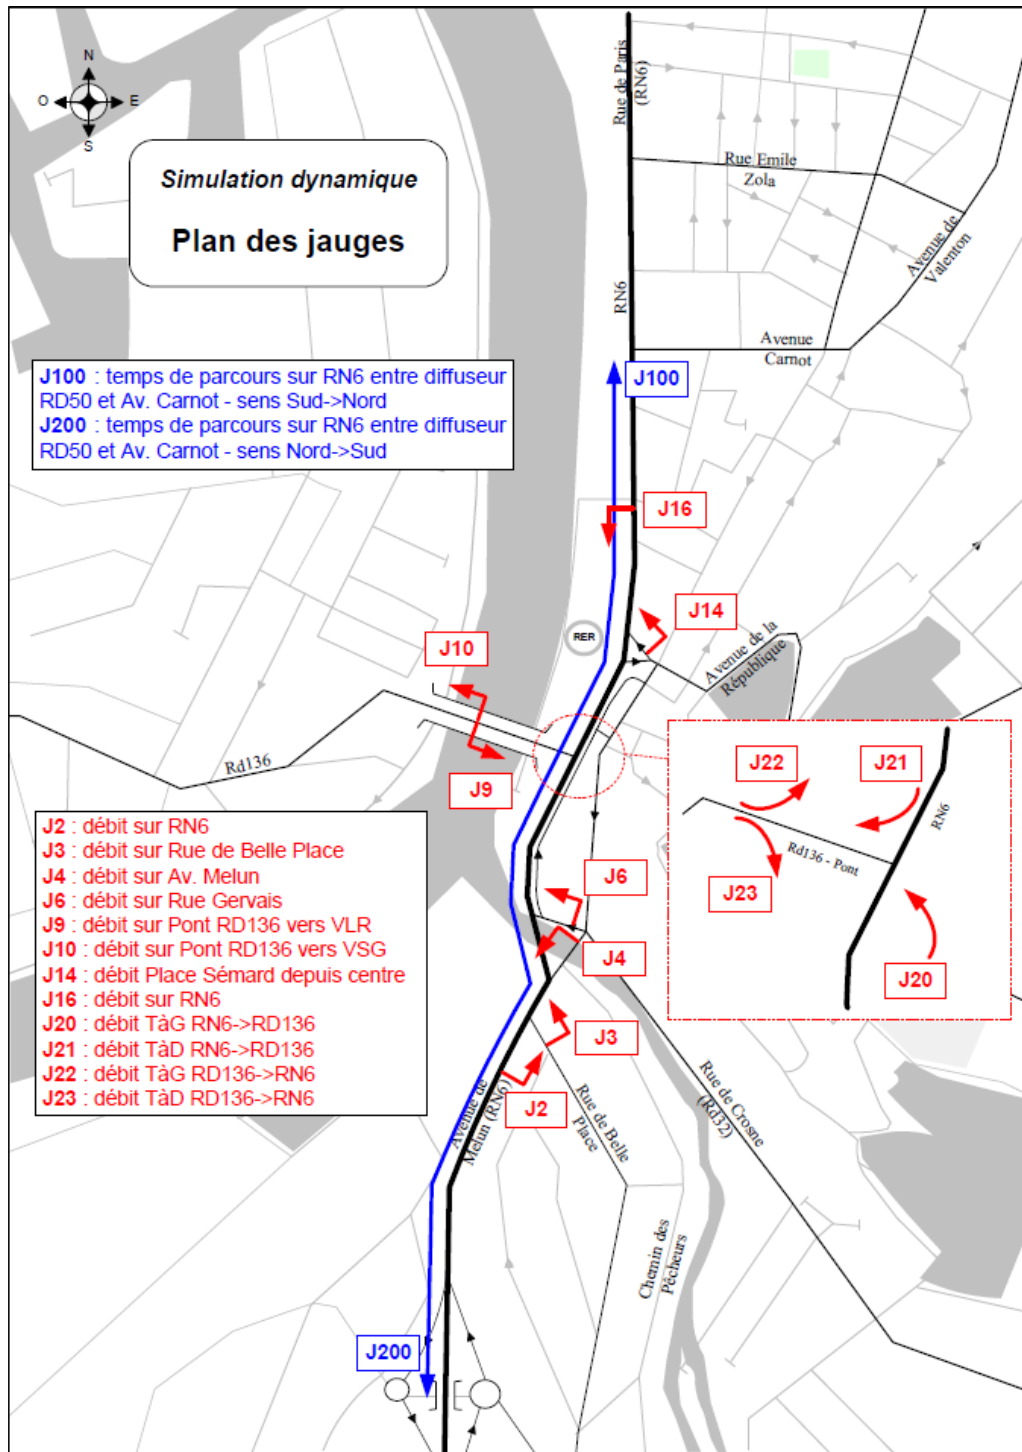 N
O E
S
Simulation dynamique
Plan des jauges
Rue de Paris
(RN6)
Rue Emile
Zola
Avenue de
Valenton
RN6
Avenue
Carnot
J100 : temps de parcours sur RN6 entre diffuseur
RD50 et Av. Carnot - sens Sud->Nord
J200 : temps de parcours sur RN6 entre diffuseur
RD50 et Av. Carnot - sens Nord->Sud
J100
J16
J14
RER
J10
Avenue de la
République
Rd136
J9
J22
J21
RN6
Rd136 - Pont
J23
J20
J2 : débit sur RN6
J3 : débit sur Rue de Belle Place
J4 : débit sur Av. Melun
J6 : débit sur Rue Gervais
J9 : débit sur Pont RD136 vers VLR
J10 : débit sur Pont RD136 vers VSG
J14 : débit Place Sémard depuis centre
J16 : débit sur RN6
J20 : débit TàG RN6->RD136
J21 : débit TàD RN6->RD136
J22 : débit TàG RD136->RN6
J23 : débit TàD RD136->RN6
J6
J4
J3
J2
Avenue de
Melun (RN6)
Rue de Belle
Place
Rue de Crosne
(Rd32)
Chemin des
Pêcheurs
J200